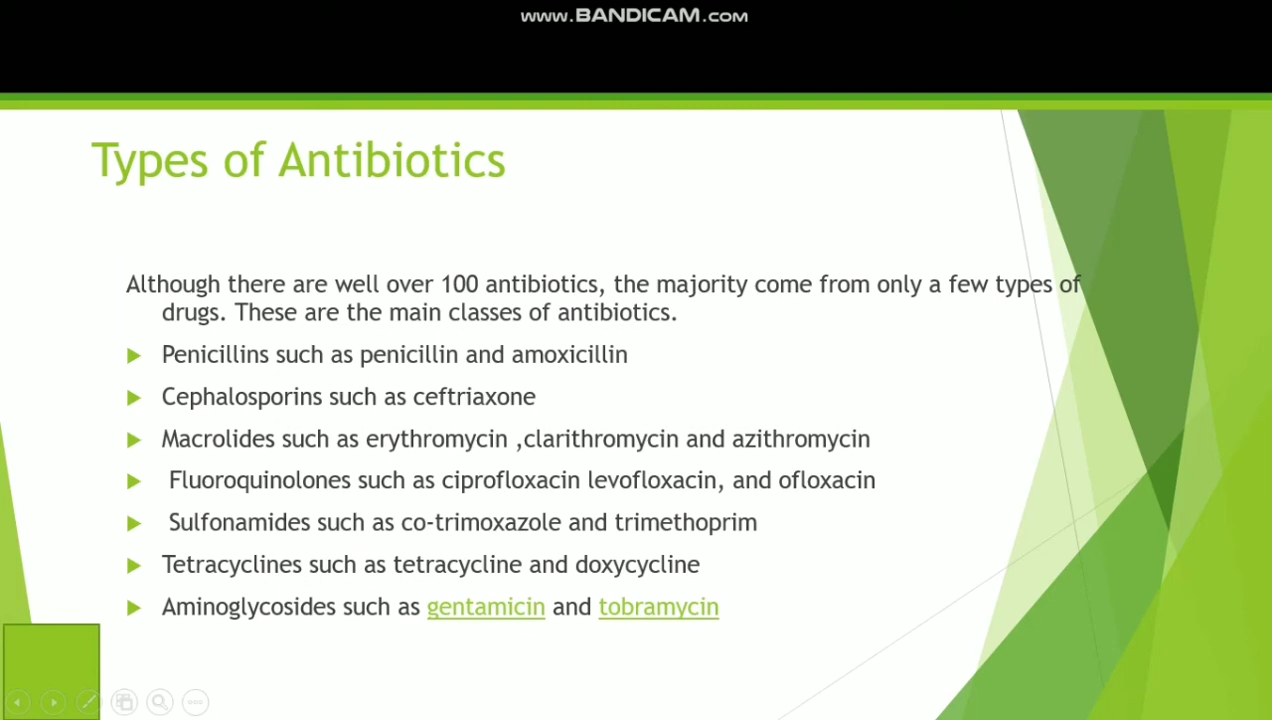 www.BANDICAM.com
Types of Antibiotics
Although there are well over 100 antibiotics, the majority come from only a few types of
drugs. These are the main classes of antibiotics.
Penicillins such as penicillin and amoxicillin
Cephalosporins such as ceftriaxone
Macrolides such as erythromycin ,clarithromycin and azithromycin
Fluoroquinolones such as ciprofloxacin levofloxacin, and ofloxacin
Sulfonamides such as co-trimoxazole and trimethoprim
Tetracyclines such as tetracycline and doxycycline
Aminoglycosides such as gentamicin and tobramycin